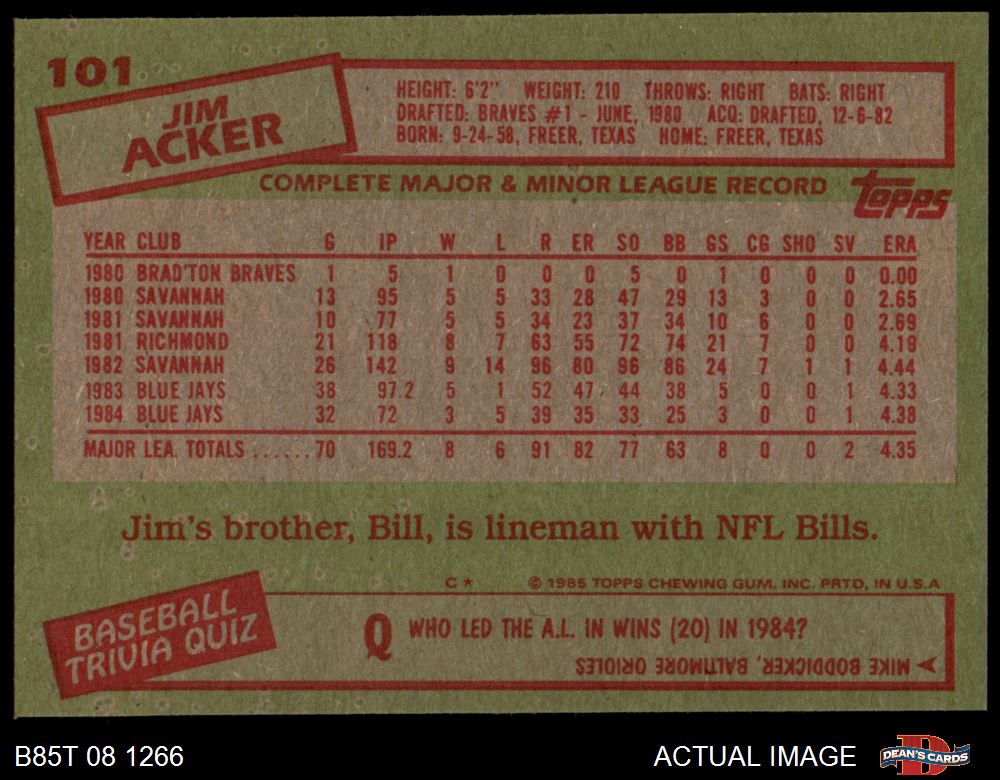 101
JIM
ACKER
HEIGHT: 6'2" WEIGHT: 210 THROWS: RIGHT BATS: RIGHT
DRAFTED: BRAVES #1 - JUNE, 1980 ACQ: DRAFTED, 12-6-82
BORN: 9-24-58, FREER, TEXAS HOME: FREER, TEXAS
COMPLETE MAJOR & MINOR LEAGUE RECORD
topps
YEAR CLUB G IP W L R ER SO BB GS CG SHO SV ERA
1980 BRAD'TON BRAVES 1 5 1 0 0 0 5 0 1 0 0 0 0.00
1980 SAVANNAH 13 95 5 5 33 28 47 29 13 3 0 0 2.65
1981 SAVANNAH 10 77 5 5 34 23 37 34 10 6 0 0 2.69
1981 RICHMOND 21 118 8 7 63 55 72 74 21 7 0 0 4.19
1982 SAVANNAH 26 142 9 14 96 80 96 86 24 7 1 1 4.44
1983 BLUE JAYS 38 97.2 5 1 52 47 44 38 5 0 0 1 4.33
1984 BLUE JAYS 32 72 3 5 39 35 33 25 3 0 0 1 4.38
MAJOR LEA. TOTALS ...... 70 169.2 8 6 91 82 77 63 8 0 0 2 4.35
Jim's brother, Bill, is lineman with NFL Bills.
C* © 1985 TOPPS CHEWING GUM, INC. PRTD, IN U.S.A
BASEBALL
TRIVIA QUIZ
Q WHO LED THE A.L. IN WINS (20) IN 1984?
MIKE BODDICKER, BALTIMORE ORIOLES
B85T 08 1266
ACTUAL IMAGE
DEAN'S CARDS